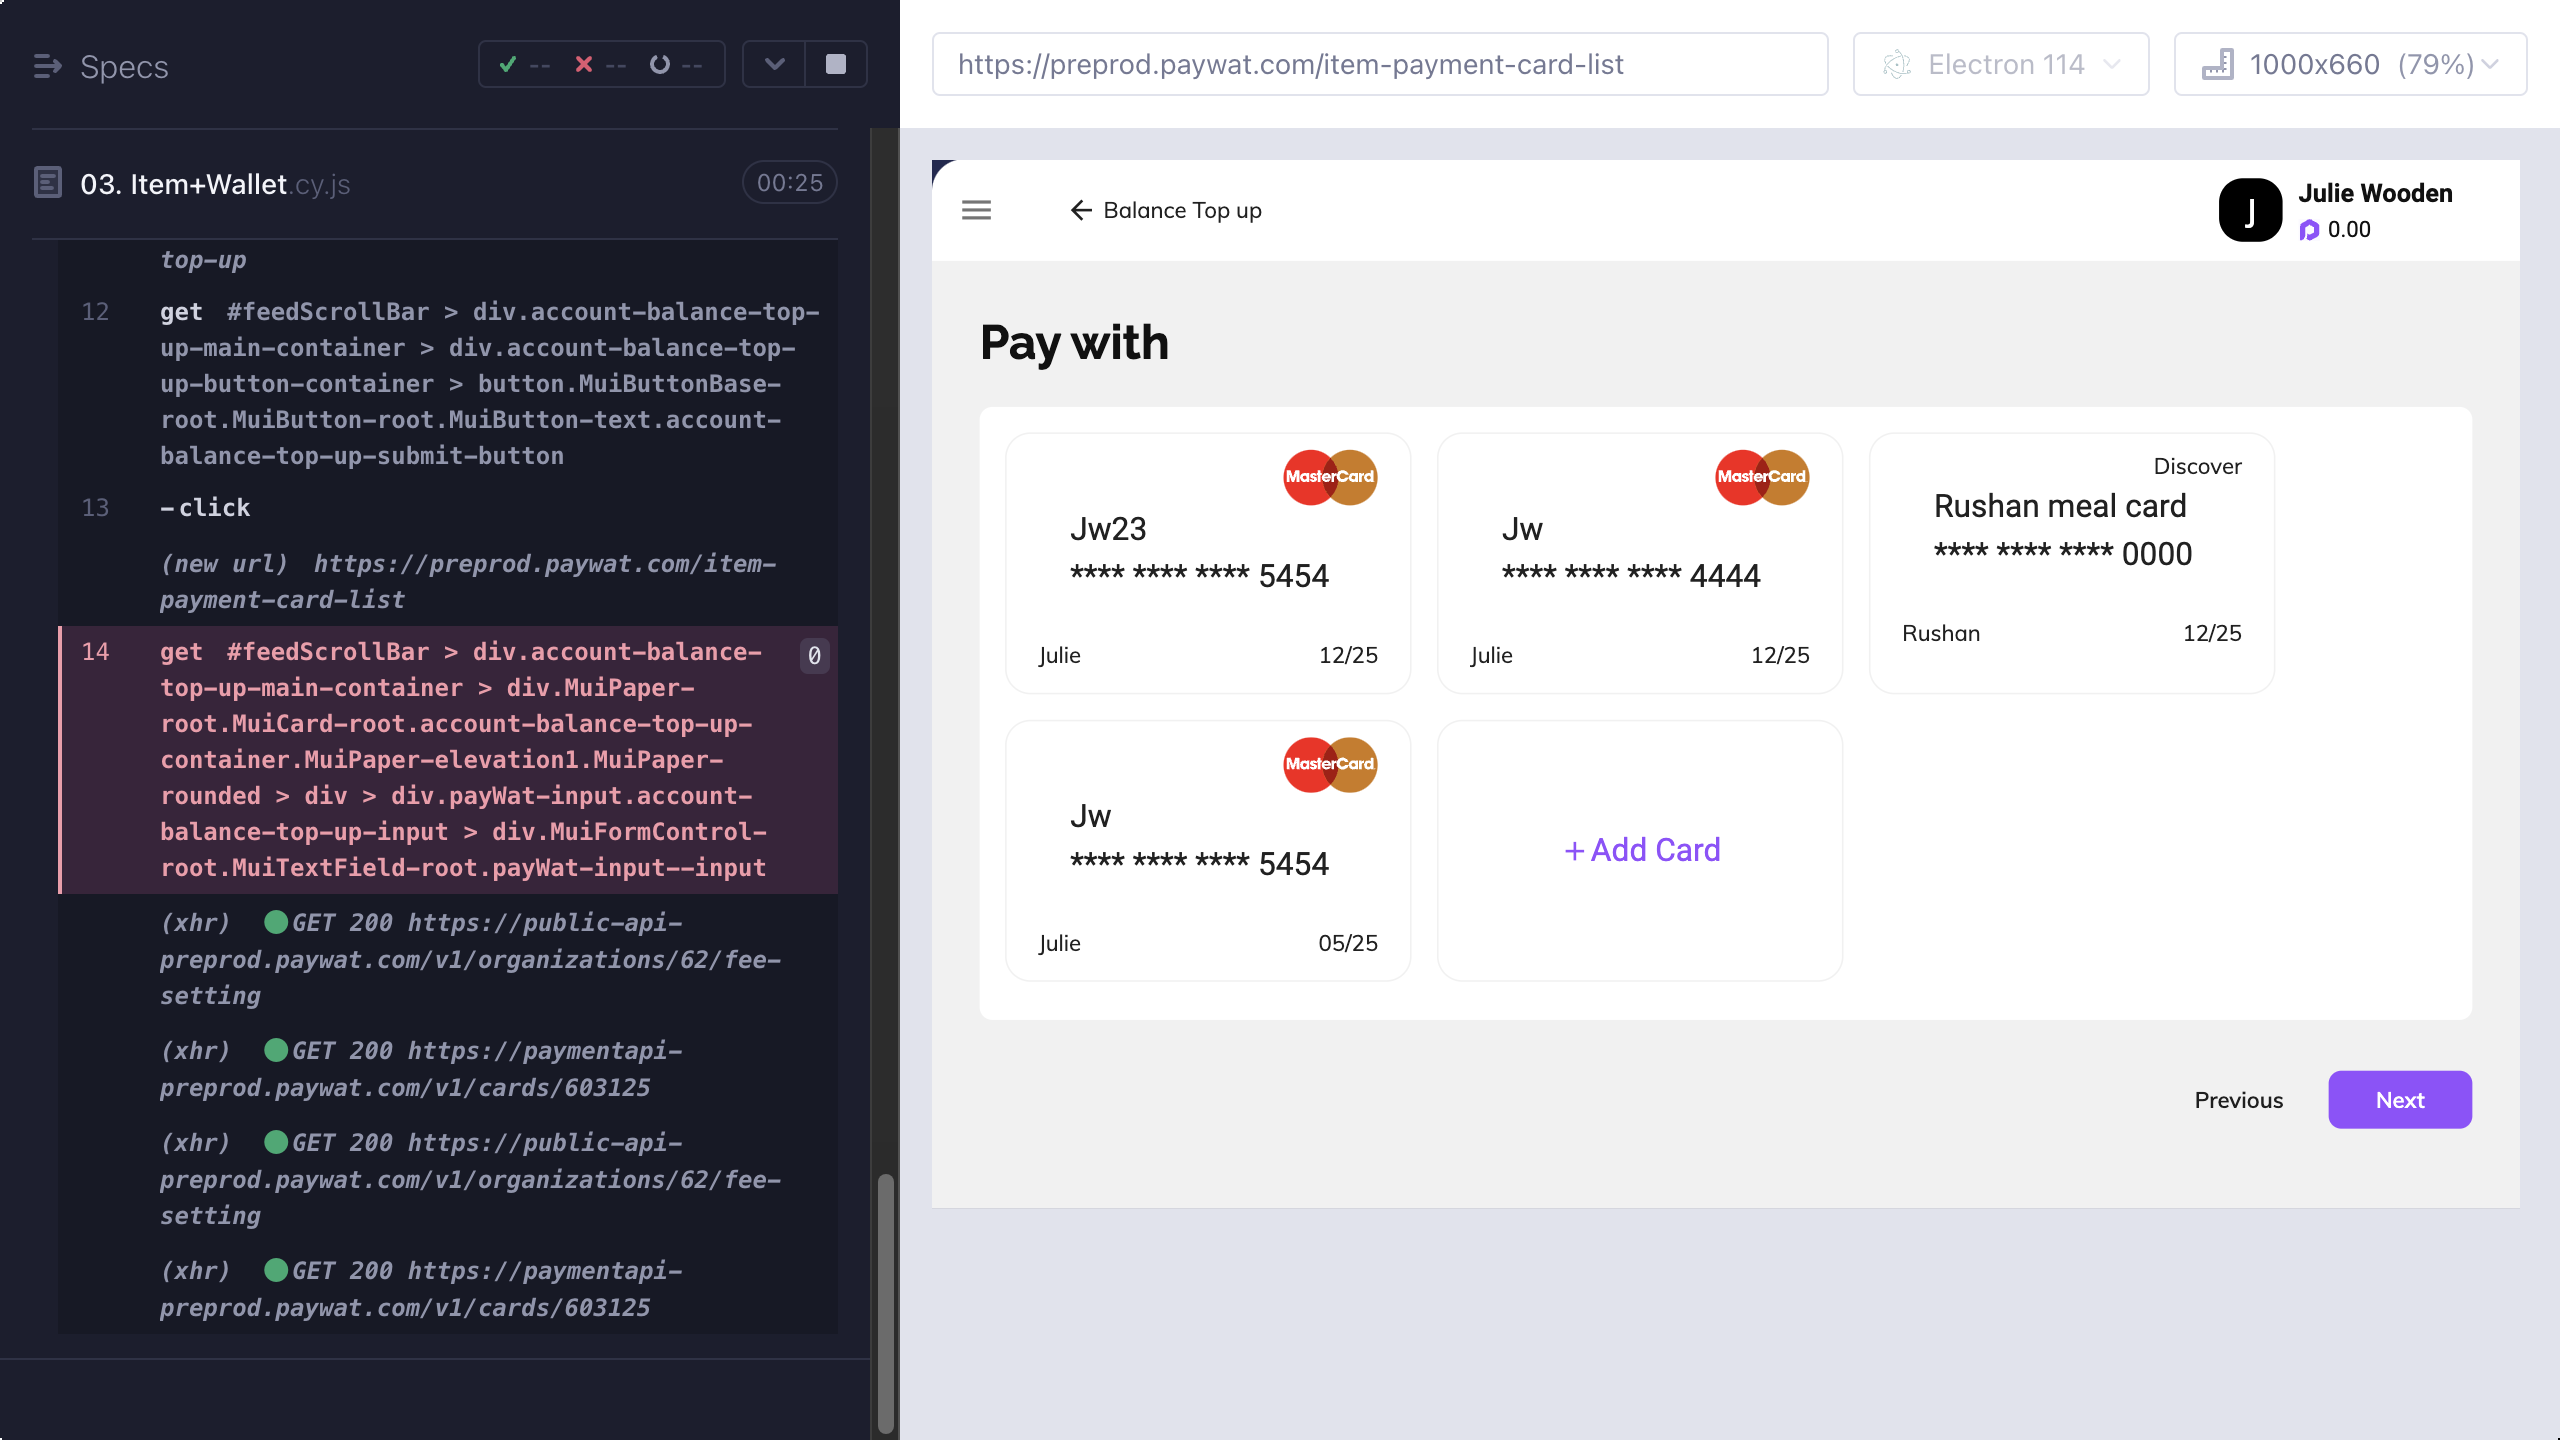 Specs
--
--
--
03. Item+Wallet.cy.js
00:25
top-up
12 get #feedScrollBar > div.account-balance-top-
up-main-container > div.account-balance-top-
up-button-container > button.MuiButtonBase-
root.MuiButton-root.MuiButton-text.account-
balance-top-up-submit-button
13 -click
(new url) https://preprod.paywat.com/item-
payment-card-list
14 get #feedScrollBar > div.account-balance- 0
top-up-main-container > div.MuiPaper-
root.MuiCard-root.account-balance-top-up-
container.MuiPaper-elevation1.MuiPaper-
rounded > div > div.payWat-input.account-
balance-top-up-input > div.MuiFormControl-
root.MuiTextField-root.payWat-input--input
(xhr) GET 200 https://public-api-
preprod.paywat.com/v1/organizations/62/fee-
setting
(xhr) GET 200 https://paymentapi-
preprod.paywat.com/v1/cards/603125
(xhr) GET 200 https://public-api-
preprod.paywat.com/v1/organizations/62/fee-
setting
(xhr) GET 200 https://paymentapi-
preprod.paywat.com/v1/cards/603125
https://preprod.paywat.com/item-payment-card-list
Electron 114
1000x660 (79%)
Balance Top up
J
Julie Wooden
0.00
Pay with
MasterCard
Jw23
**** **** **** 5454
Julie 12/25
MasterCard
Jw
**** **** **** 4444
Julie 12/25
Discover
Rushan meal card
**** **** **** 0000
Rushan 12/25
MasterCard
Jw
**** **** **** 5454
Julie 05/25
+ Add Card
Previous
Next